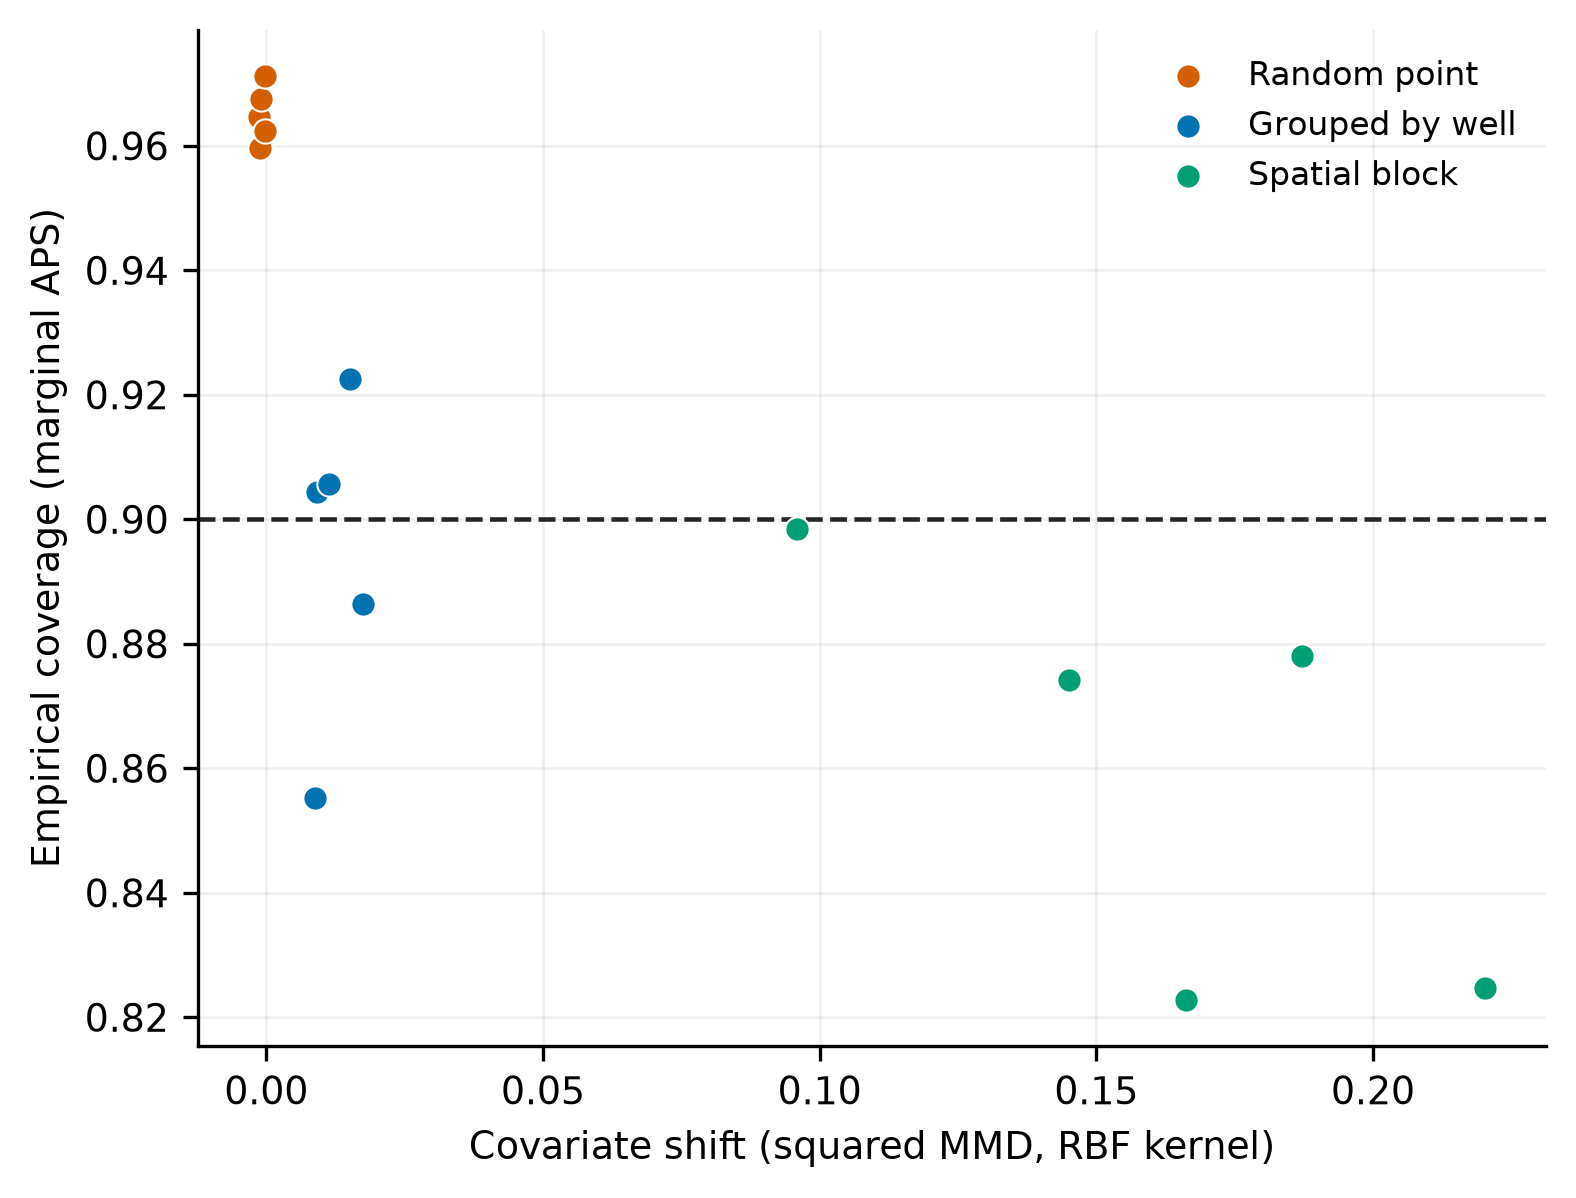 Random point
Grouped by well
Spatial block
Empirical coverage (marginal APS)
0.96
0.94
0.92
0.90
0.88
0.86
0.84
0.82
0.00 0.05 0.10 0.15 0.20
Covariate shift (squared MMD, RBF kernel)